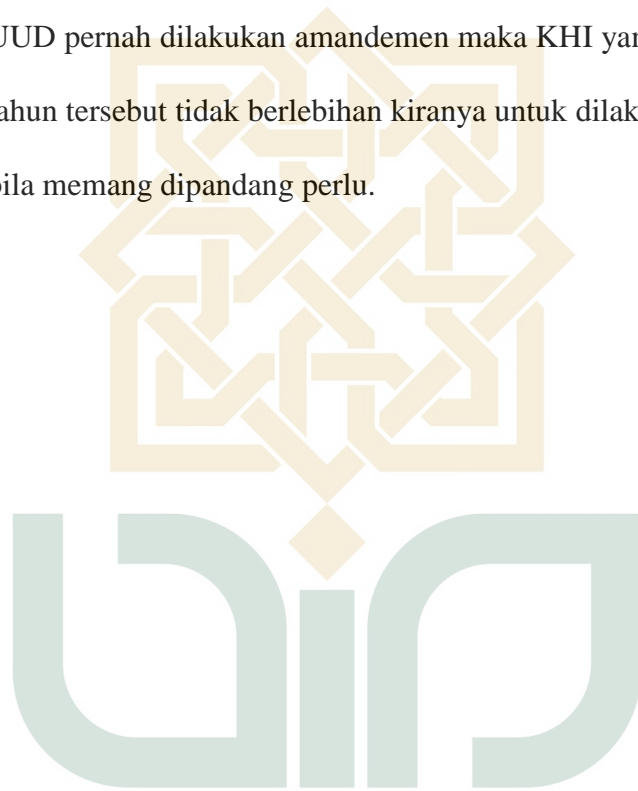 UUD pernah dilakukan amandemen maka KHI yan
ahun tersebut tidak berlebihan kiranya untuk dilak
bila memang dipandang perlu.